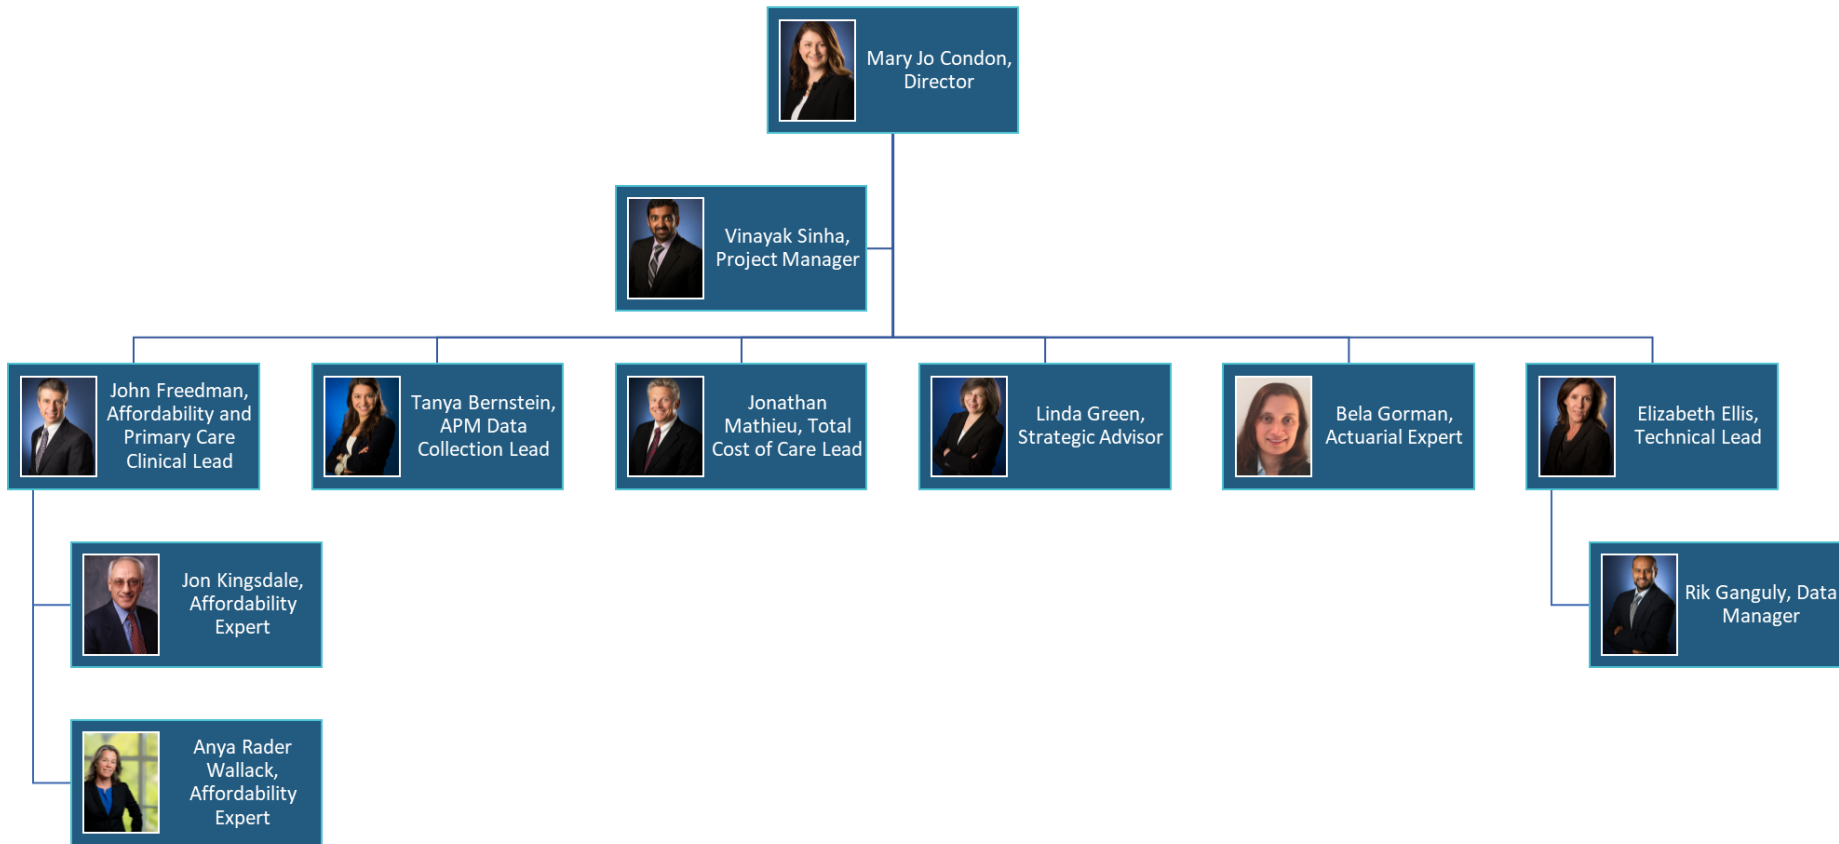 Mary Jo Condon,
Director
Vinayak Sinha,
Project Manager
John Freedman,
Affordability and
Primary Care
Clinical Lead
Tanya Bernstein,
APM Data
Collection Lead
Jonathan
Mathieu, Total
Cost of Care Lead
Linda Green,
Strategic Advisor
Bela Gorman,
Actuarial Expert
Elizabeth Ellis,
Technical Lead
Jon Kingsdale,
Affordability
Expert
Rik Ganguly, Data
Manager
Anya Rader
Wallack,
Affordability
Expert